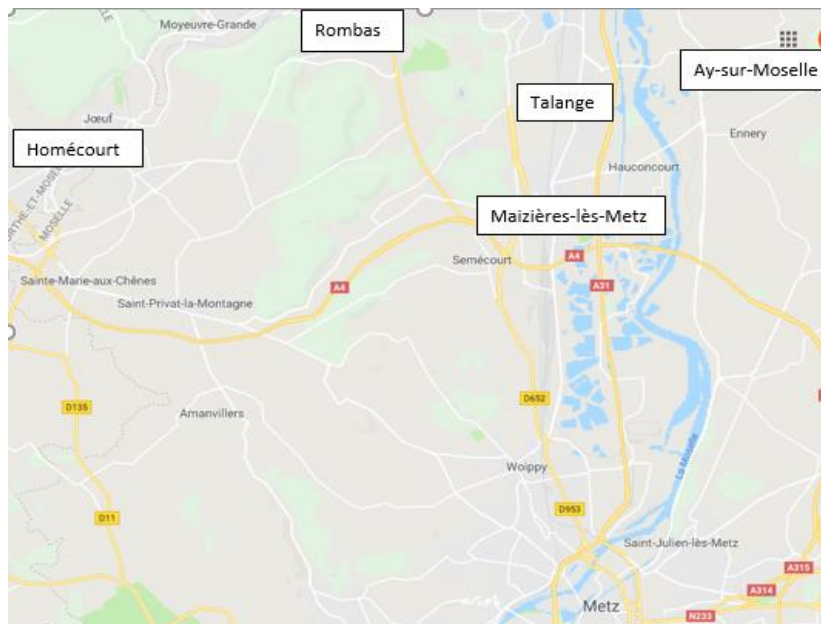 Moyeuvre-Grande
Rombas
Ay-sur-Moselle
Talange
Jœuf
Ennery
Homécourt
Hauconcourt
MOSELLE
Maizières-lès-Metz
Semécourt
A4
Sainte-Marie-aux-Chênes
A4
A31
Saint-Privat-la-Montagne
D652
D135
Amanvillers
La Moselle
Woippy
D11
D953
Saint-Julien-lès-Metz
A315
A314
Metz
N233